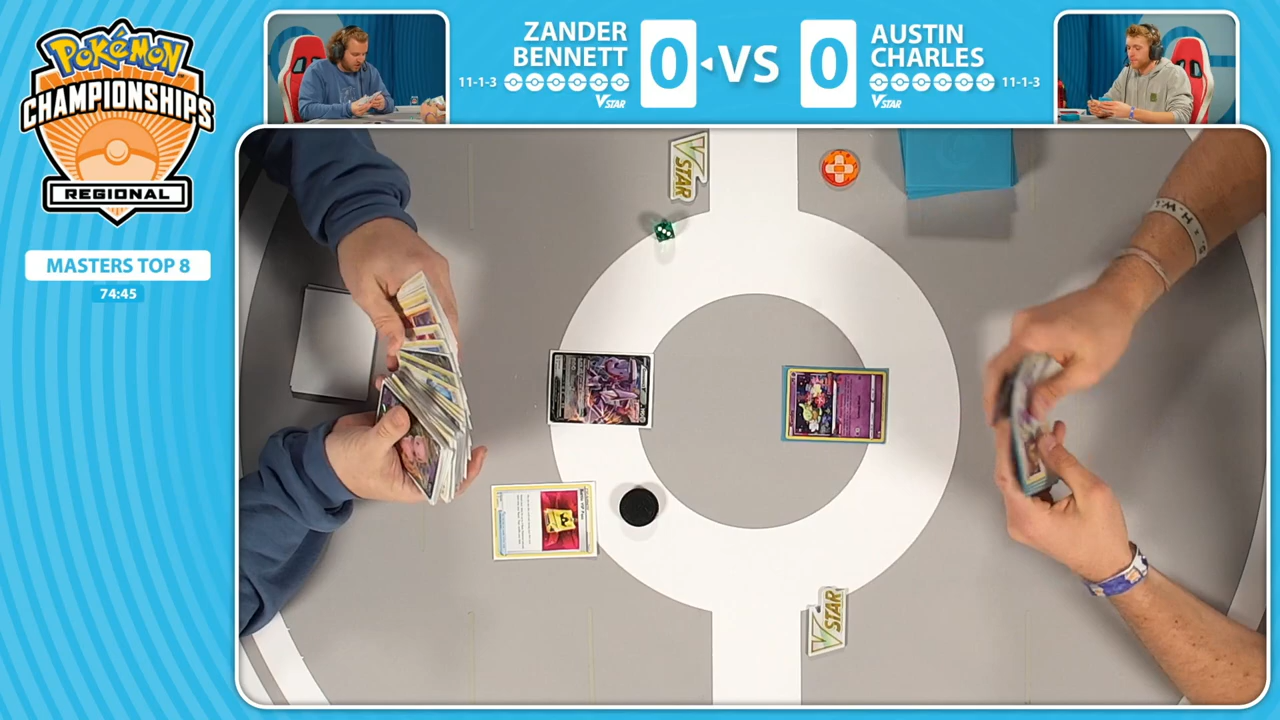 Pokémon
CHAMPIONSHIPS
REGIONAL
MASTERS TOP 8
74:45
ZANDER
BENNETT
11-1-3
VSTAR
0
VS
0
AUSTIN
CHARLES
11-1-3
VSTAR
VSTAR
VSTAR